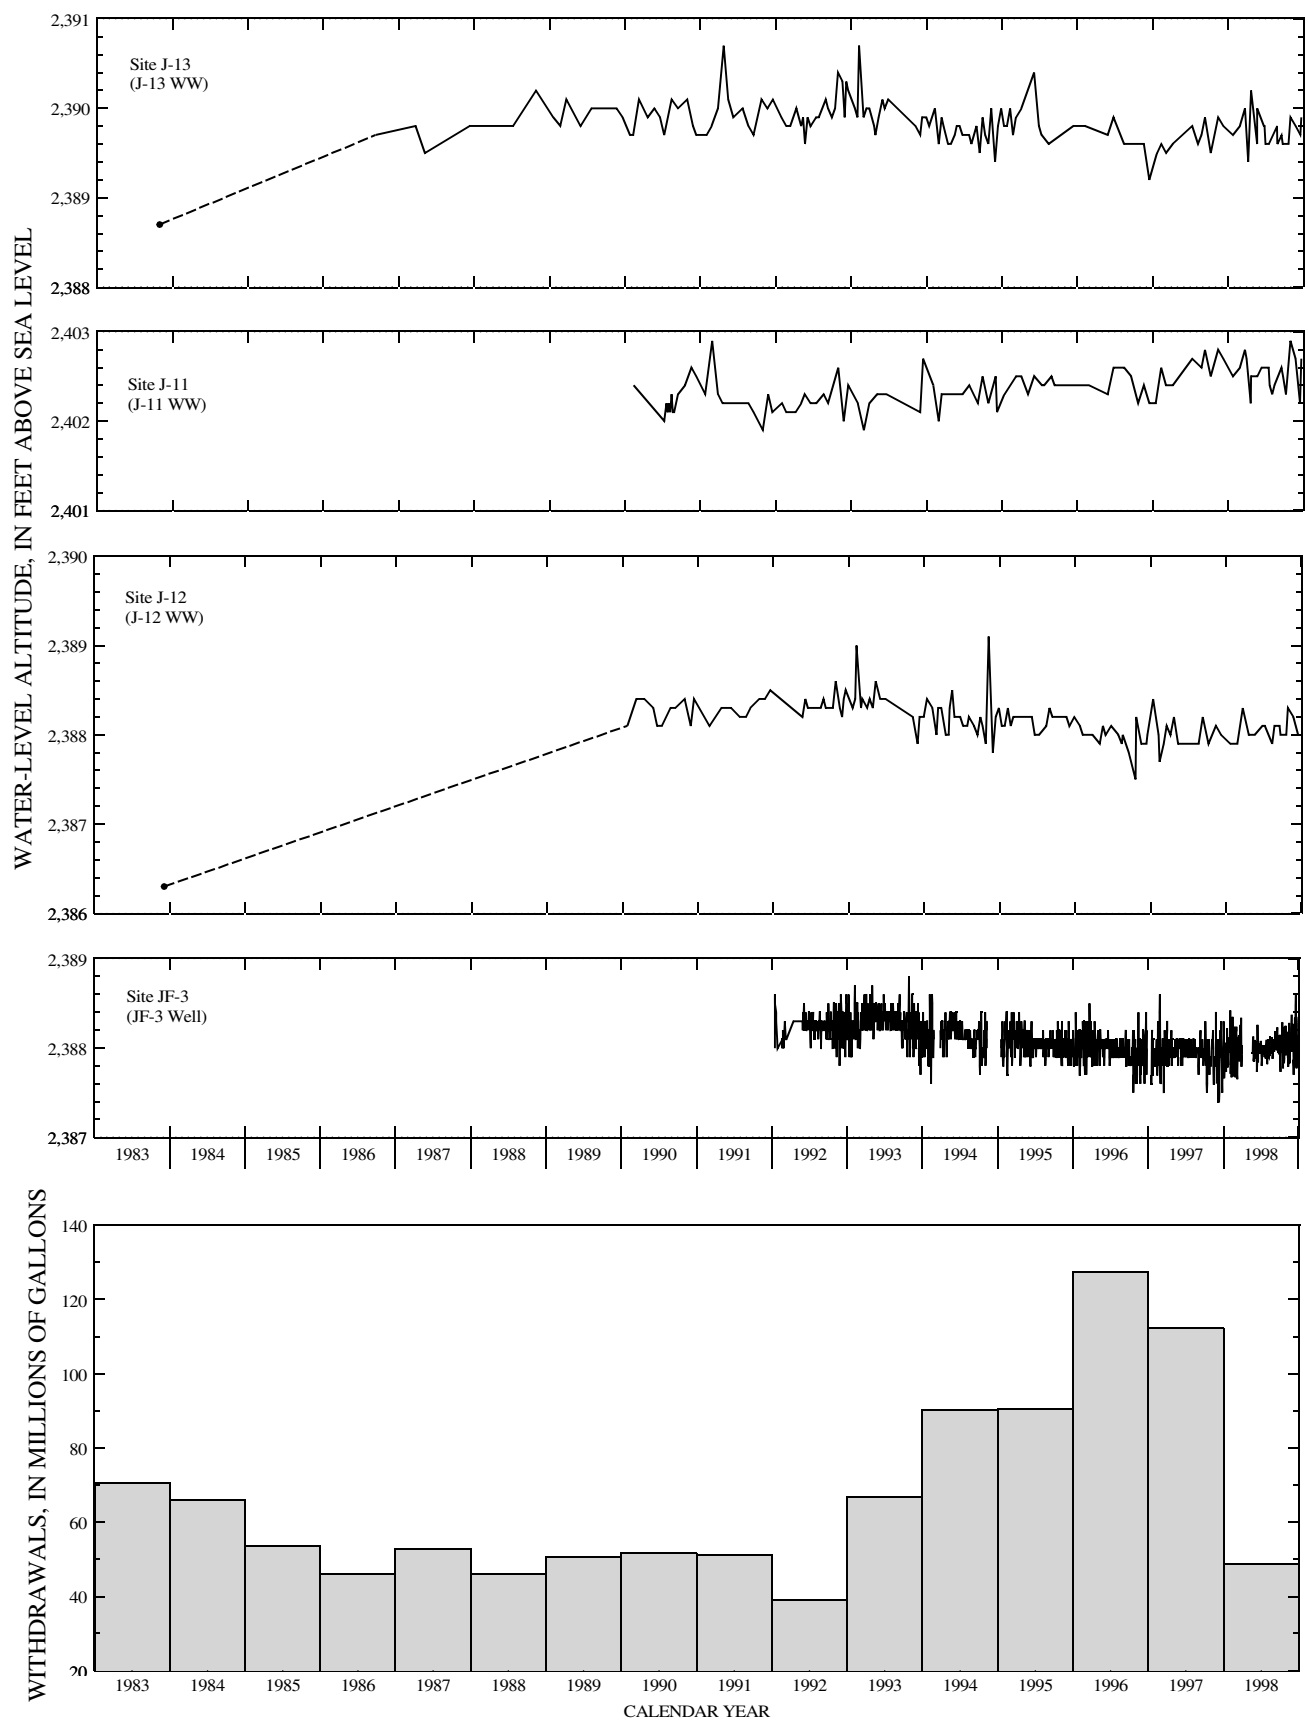 WATER-LEVEL ALTITUDE, IN FEET ABOVE SEA LEVEL
2,391
Site J-13
(J-13 WW)
2,390
2,389
2,388
2,403
Site J-11
(J-11 WW)
2,402
2,401
2,390
Site J-12
(J-12 WW)
2,389
2,388
2,387
2,386
2,389
Site JF-3
(JF-3 Well)
2,388
2,387
1983 1984 1985 1986 1987 1988 1989 1990 1991 1992 1993 1994 1995 1996 1997 1998
WITHDRAWALS, IN MILLIONS OF GALLONS
140
120
100
80
60
40
20
1983 1984 1985 1986 1987 1988 1989 1990 1991 1992 1993 1994 1995 1996 1997 1998
CALENDAR YEAR